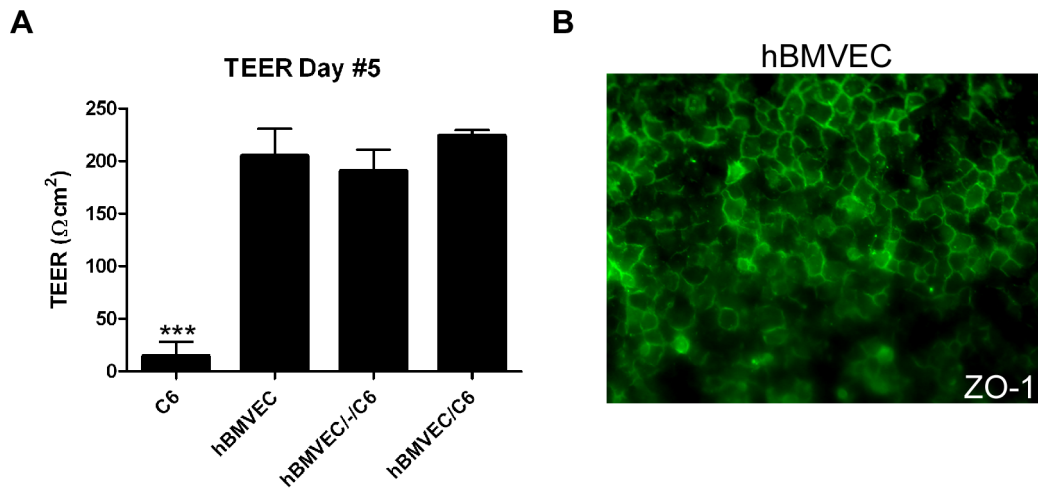 A
B
TEER Day #5
hBMVEC
TEER (Ωcm²)
250
200
150
100
50
0
***
C6
hBMVEC
hBMVEC/-/C6
hBMVEC/C6
ZO-1